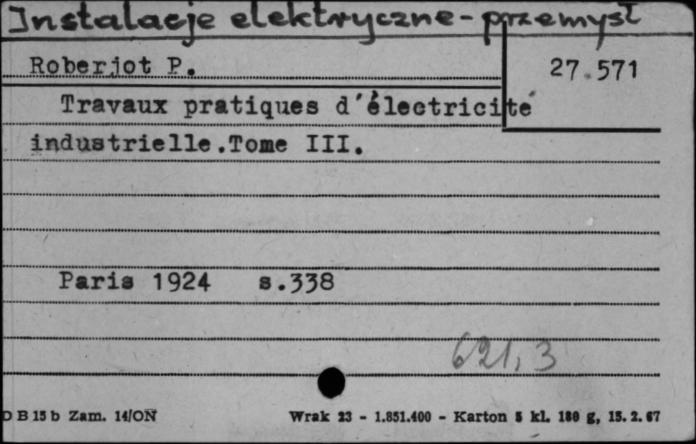 Instalacje elektryczne - przemysł
Roberjot P.
27.571
Travaux pratiques d'électricité
industrielle.Tome III.
Paris 1924 s.338
621,3
D B 15 b Zam. 14/ON Wrak 23 - 1.851.400 - Karton 5 kl. 180 g, 15.2.67